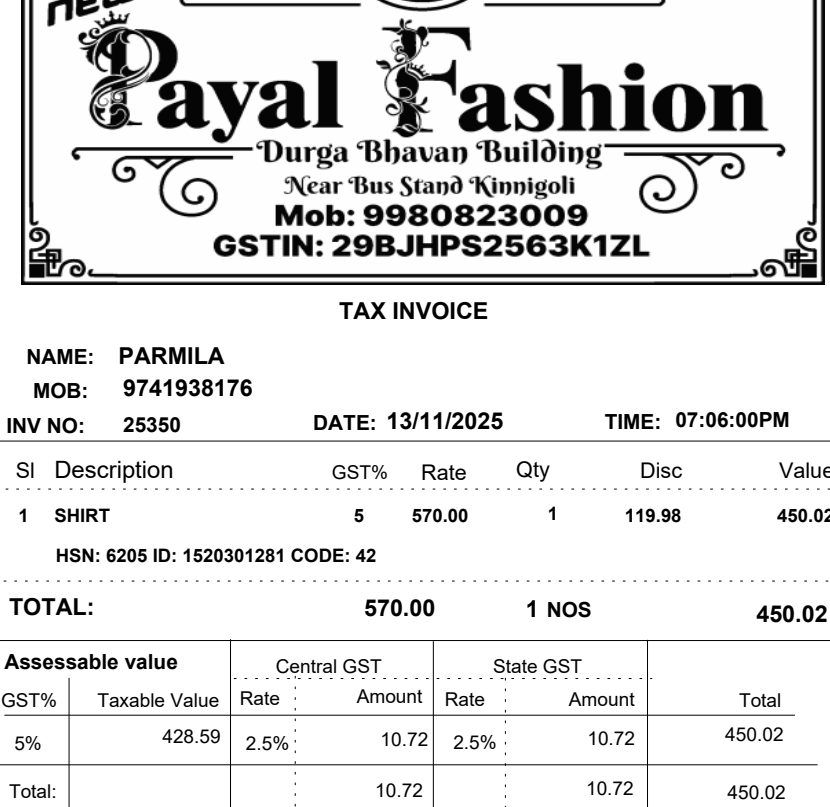 new
Payal Fashion
Durga Bhavan Building
Near Bus Stand Kinnigoli
Mob: 9980823009
GSTIN: 29BJHPS2563K1ZL
TAX INVOICE
NAME: PARMILA
MOB: 9741938176
INV NO: 25350 DATE: 13/11/2025 TIME: 07:06:00PM
Sl Description GST% Rate Qty Disc Value
1 SHIRT 5 570.00 1 119.98 450.02
HSN: 6205 ID: 1520301281 CODE: 42
TOTAL: 570.00 1 NOS 450.02
Assessable value Central GST State GST
GST% Taxable Value Rate Amount Rate Amount Total
5% 428.59 2.5% 10.72 2.5% 10.72 450.02
Total: 10.72 10.72 450.02